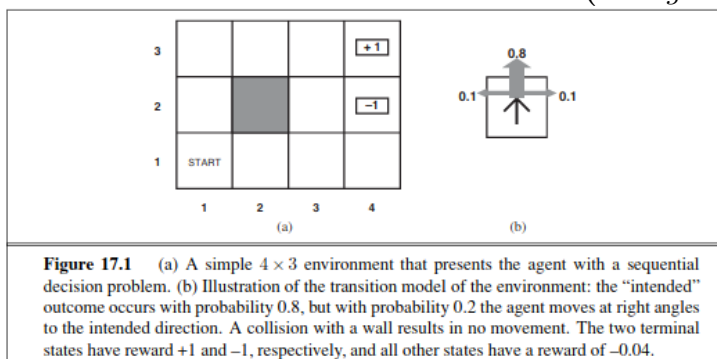 3
+ 1
2
–1
1
START
1 2 3 4
(a)
0.8
0.1
0.1
(b)
Figure 17.1 (a) A simple 4 × 3 environment that presents the agent with a sequential
decision problem. (b) Illustration of the transition model of the environment: the “intended”
outcome occurs with probability 0.8, but with probability 0.2 the agent moves at right angles
to the intended direction. A collision with a wall results in no movement. The two terminal
states have reward +1 and –1, respectively, and all other states have a reward of –0.04.